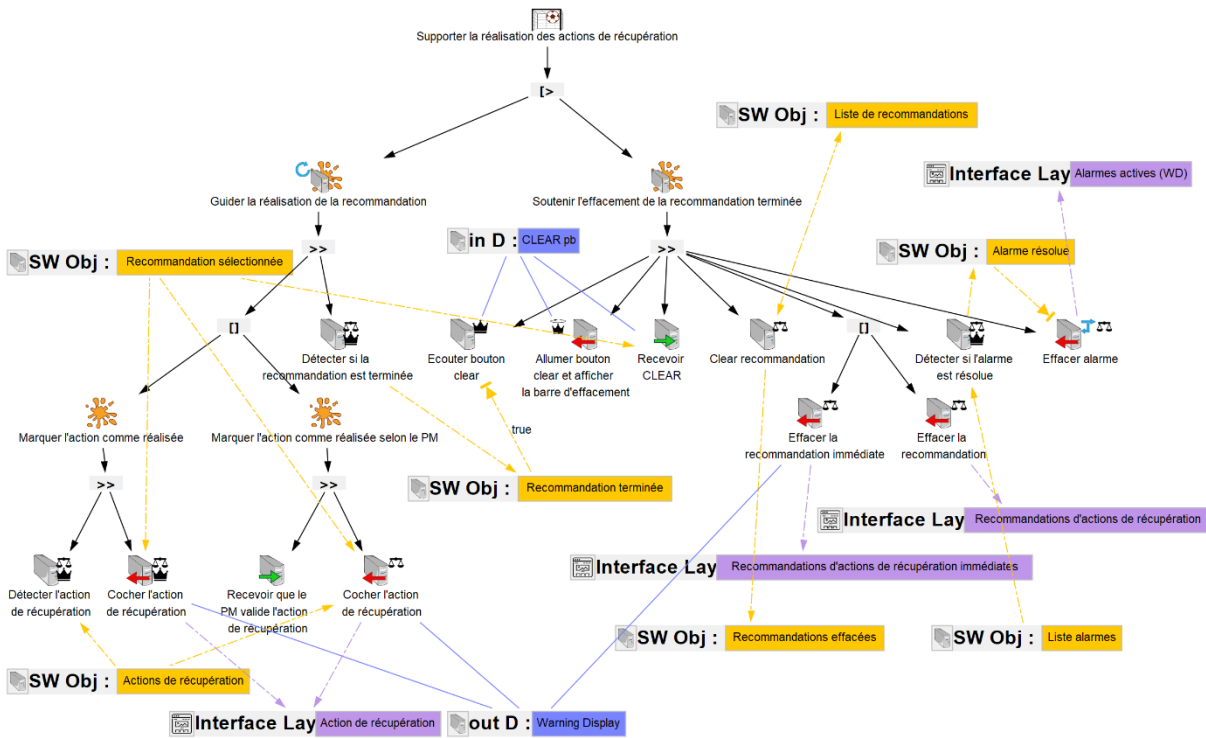 Supporter la réalisation des actions de récupération
[>
SW Obj : Liste de recommandations
Interface Lay Alarmes actives (WD)
Guider la réalisation de la recommandation
Soutenir l'effacement de la recommandation terminée
SW Obj : Recommandation sélectionnée
>>
in D : CLEAR pb
>>
SW Obj : Alarme résolue
[]
Détecter si la
recommandation est terminée
Ecouter bouton
clear
Allumer bouton
clear et afficher
la barre d'effacement
Recevoir
CLEAR
Clear recommandation
[]
Détecter si l'alarme
est résolue
Effacer alarme
Marquer l'action comme réalisée
Marquer l'action comme réalisée selon le PM
true
Effacer la
recommandation immédiate
Effacer la
recommandation
>>
>>
SW Obj : Recommandation terminée
Interface Lay Recommandations d'actions de récupération
Interface Lay Recommandations d'actions de récupération immédiates
Détecter l'action
de récupération
Cocher l'action
de récupération
Recevoir que le
PM valide l'action
de récupération
Cocher l'action
de récupération
SW Obj : Recommandations effacées
SW Obj : Liste alarmes
SW Obj : Actions de récupération
Interface Lay Action de récupération
out D : Warning Display